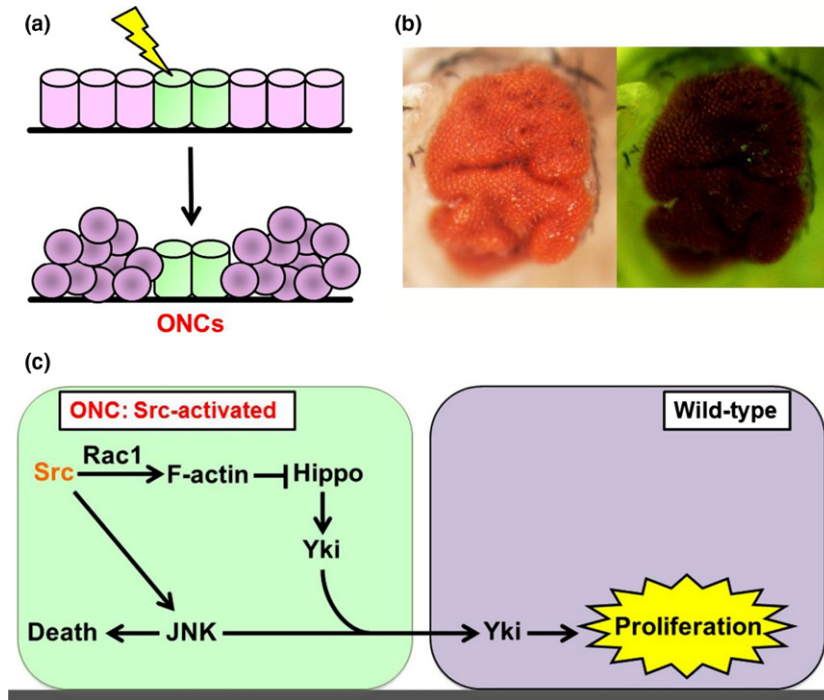 (a)
(b)
ONCs
(c)
ONC: Src-activated
Wild-type
Rac1
Src
F-actin
Hippo
Yki
Death
JNK
Yki
Proliferation